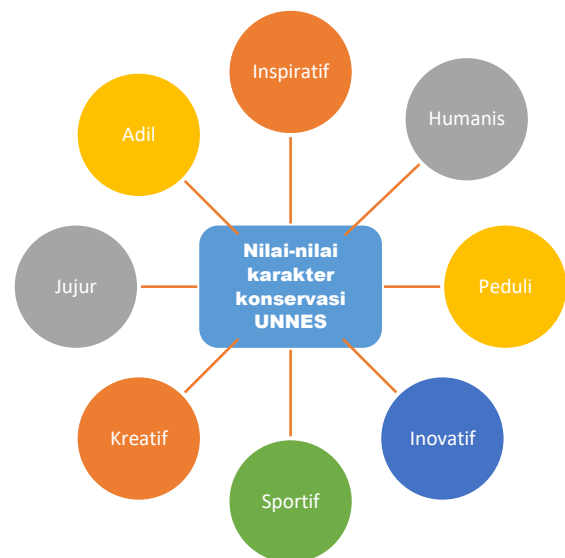 Inspiratif
Humanis
Adil
Nilai-nilai
karakter
konservasi
UNNES
Jujur
Peduli
Kreatif
Inovatif
Sportif